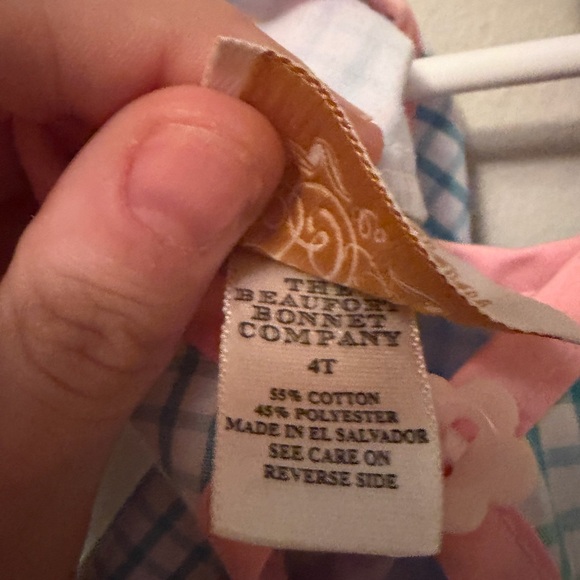 THE
BEAUFORT
BONNET
COMPANY
4T
55% COTTON
45% POLYESTER
MADE IN EL SALVADOR
SEE CARE ON
REVERSE SIDE